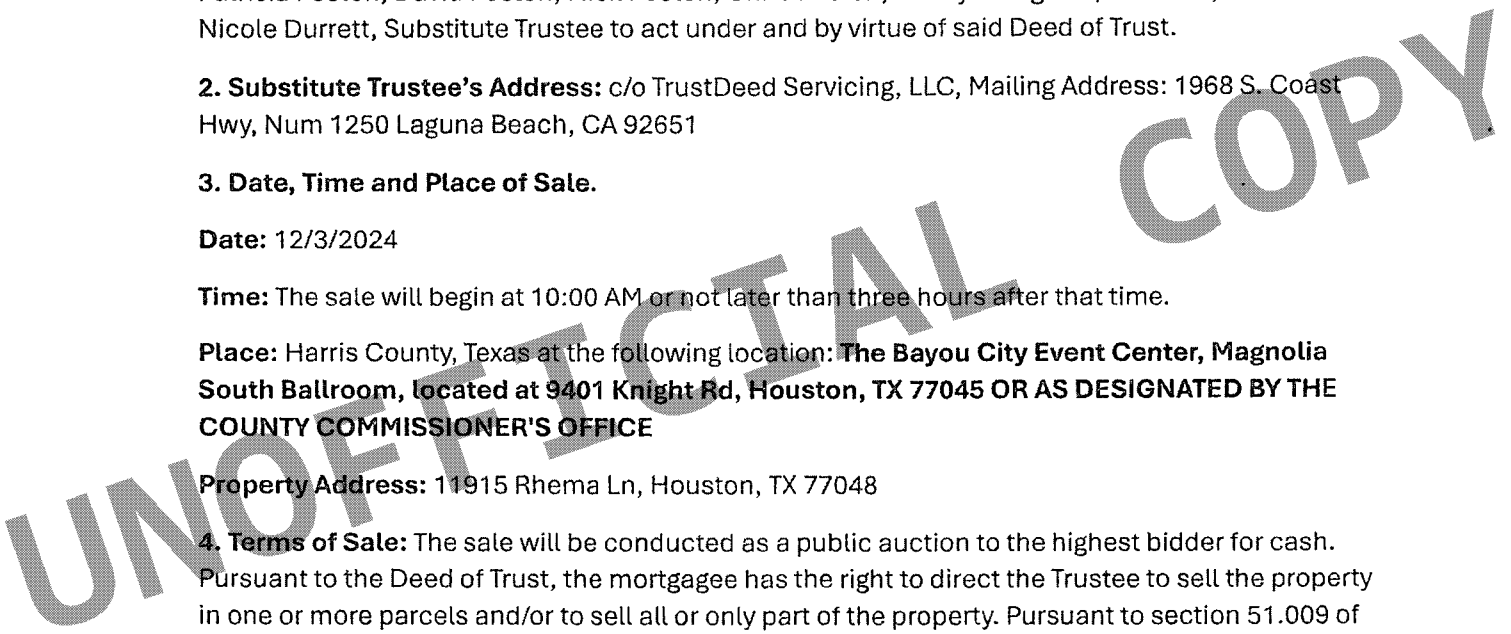 Nicole Durrett, Substitute Trustee to act under and by virtue of said Deed of Trust.
2. Substitute Trustee's Address: c/o TrustDeed Servicing, LLC, Mailing Address: 1968 S. Coast
Hwy, Num 1250 Laguna Beach, CA 92651
3. Date, Time and Place of Sale.
Date: 12/3/2024
Time: The sale will begin at 10:00 AM or not later than three hours after that time.
Place: Harris County, Texas at the following location: The Bayou City Event Center, Magnolia
South Ballroom, located at 9401 Knight Rd, Houston, TX 77045 OR AS DESIGNATED BY THE
COUNTY COMMISSIONER'S OFFICE
Property Address: 11915 Rhema Ln, Houston, TX 77048
4. Terms of Sale: The sale will be conducted as a public auction to the highest bidder for cash.
Pursuant to the Deed of Trust, the mortgagee has the right to direct the Trustee to sell the property
in one or more parcels and/or to sell all or only part of the property. Pursuant to section 51.009 of
UNOFFICIAL COPY